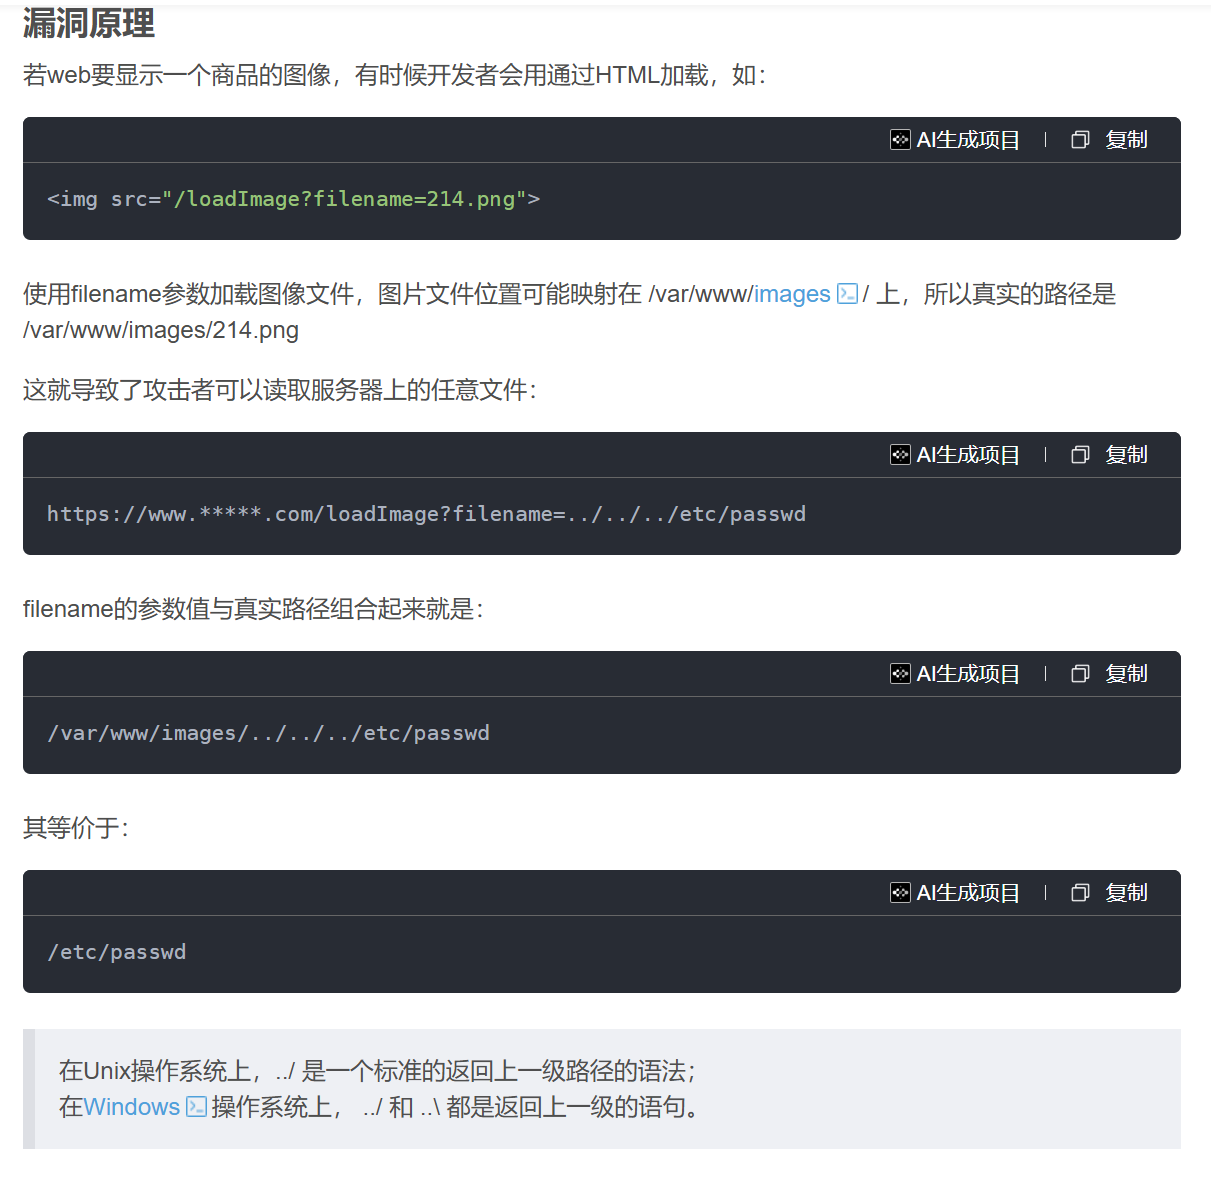 漏洞原理
若web要显示一个商品的图像，有时候开发者会用通过HTML加载，如：
AI生成项目 复制
<img src="/loadImage?filename=214.png">
使用filename参数加载图像文件，图片文件位置可能映射在 /var/www/images/ 上，所以真实的路径是
/var/www/images/214.png
这就导致了攻击者可以读取服务器上的任意文件：
AI生成项目 复制
https://www.*****.com/loadImage?filename=../../../etc/passwd
filename的参数值与真实路径组合起来就是：
AI生成项目 复制
/var/www/images/../../../etc/passwd
其等价于：
AI生成项目 复制
/etc/passwd
在Unix操作系统上，../ 是一个标准的返回上一级路径的语法；
在Windows操作系统上， ../ 和 ..\ 都是返回上一级的语句。